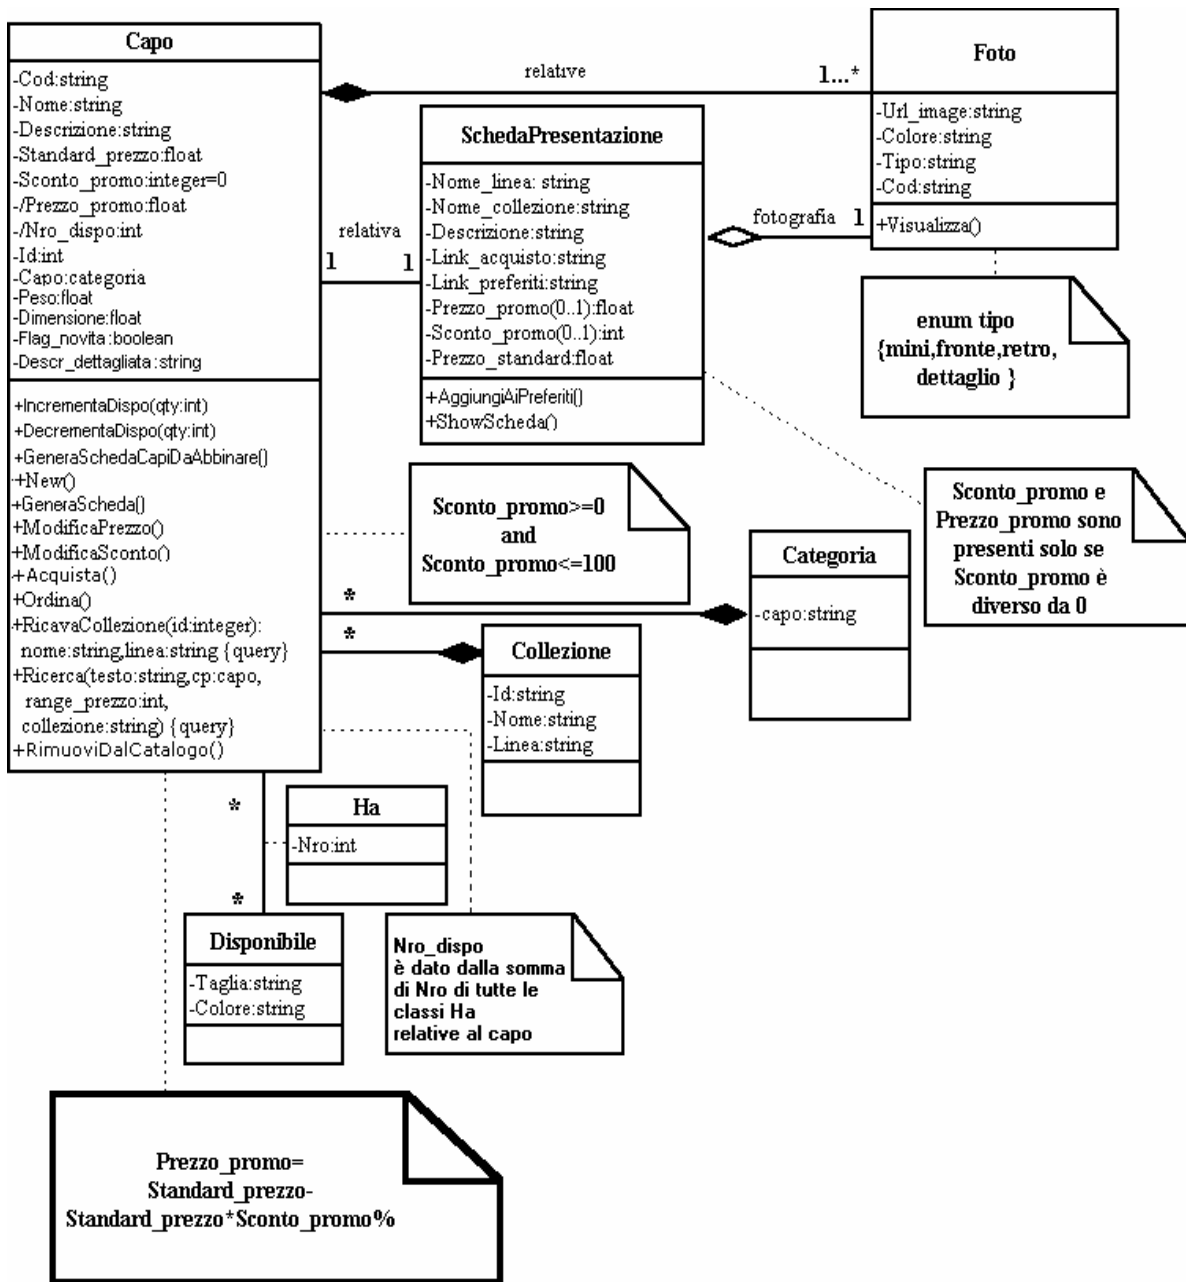 Capo
-Cod:string
-Nome:string
-Descrizione:string
-Standard_prezzo:float
-Sconto_promo:integer=0
-/Prezzo_promo:float
-/Nro_dispo:int
-Id:int
-Capo:categoria
-Peso:float
-Dimensione:float
-Flag_novita:boolean
-Descr_dettagliata:string
+IncrementaDispo(qty:int)
+DecrementaDispo(qty:int)
+GeneraSchedaCapiDaAbbinare()
+New()
+GeneraScheda()
+ModificaPrezzo()
+ModificaSconto()
+Acquista()
+Ordina()
+RicavaCollezione(id:integer):
nome:string,linea:string {query}
+Ricerca(testo:string,cp:capo,
range_prezzo:int,
collezione:string) {query}
+RimuoviDalCatalogo()
relative
1...*
Foto
-Url_image:string
-Colore:string
-Tipo:string
-Cod:string
+Visualizza()
SchedaPresentazione
-Nome_linea: string
-Nome_collezione:string
-Descrizione:string
-Link_acquisto:string
-Link_preferiti:string
-Prezzo_promo(0..1):float
-Sconto_promo(0..1):int
-Prezzo_standard:float
+AggiungiAiPreferiti()
+ShowScheda()
relativa
1
1
fotografia
1
enum tipo
{mini,fronte,retro,
dettaglio }
Sconto_promo>=0
and
Sconto_promo<=100
Sconto_promo e
Prezzo_promo sono
presenti solo se
Sconto_promo è
diverso da 0
Categoria
-capo:string
*
*
Collezione
-Id:string
-Nome:string
-Linea:string
*
Ha
-Nro:int
*
Disponibile
-Taglia:string
-Colore:string
Nro_dispo
è dato dalla somma
di Nro di tutte le
classi Ha
relative al capo
Prezzo_promo=
Standard_prezzo-
Standard_prezzo*Sconto_promo%